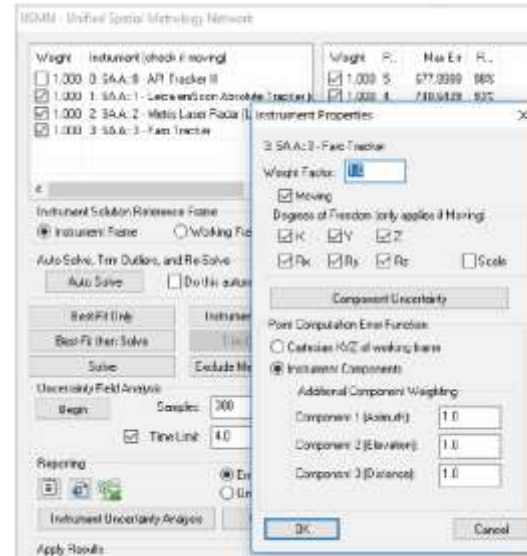 USMN - Unified Spatial Metrology Network
Weight Instrument (check if moving)
1.000 0: SA A::0 - API Tracker III
1.000 1: SA A::1 - Leica emScon Absolute Tracker
1.000 2: SA A::2 - Metris Laser Radar
1.000 3: SA A::3 - Faro Tracker
Weight P.. Max Err R..
1.000 5 98%
1.000 4
Instrument Solution Reference Frame
Instrument Frame
Working
Auto Solve, Trim Outliers, and Re-Solve
Auto Solve
Do this
Best-Fit Only
Instrument
Best-Fit then Solve
Solve
Exclude
Uncertainty Field Analysis
Begin
Samples: 300
Time Limit 4.0
Reporting
Instrument Uncertainty Analysis
Apply Results
Instrument Properties
3: SA A::3 - Faro Tracker
Weight Factor: 1.0
Moving
Degrees of Freedom (only applies if Moving)
X Y Z
Rx Ry Rz Scale
Component Uncertainty
Point Computation Error Function
Cartesian XYZ of working frame
Instrument Components
Additional Component Weighting
Component 1 (Azimuth): 1.0
Component 2 (Elevation): 1.0
Component 3 (Distance): 1.0
OK Cancel